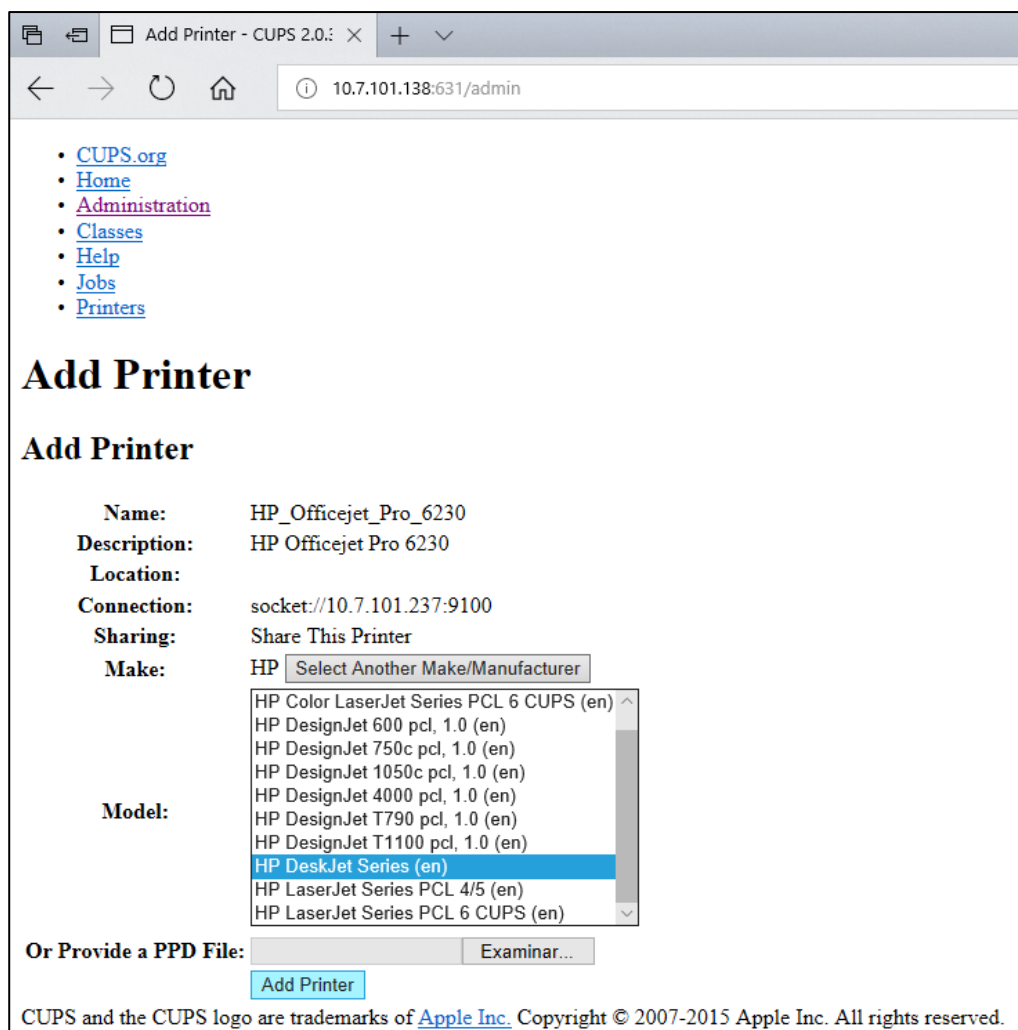 Add Printer - CUPS 2.0.:
10.7.101.138:631/admin
• CUPS.org
• Home
• Administration
• Classes
• Help
• Jobs
• Printers
Add Printer
Add Printer
Name: HP_Officejet_Pro_6230
Description: HP Officejet Pro 6230
Location:
Connection: socket://10.7.101.237:9100
Sharing: Share This Printer
Make: HP Select Another Make/Manufacturer
HP Color LaserJet Series PCL 6 CUPS (en)
HP DesignJet 600 pcl, 1.0 (en)
HP DesignJet 750c pcl, 1.0 (en)
HP DesignJet 1050c pcl, 1.0 (en)
HP DesignJet 4000 pcl, 1.0 (en)
Model:
HP DesignJet T790 pcl, 1.0 (en)
HP DesignJet T1100 pcl, 1.0 (en)
HP DeskJet Series (en)
HP LaserJet Series PCL 4/5 (en)
HP LaserJet Series PCL 6 CUPS (en)
Or Provide a PPD File: Examinar...
Add Printer
CUPS and the CUPS logo are trademarks of Apple Inc. Copyright © 2007-2015 Apple Inc. All rights reserved.